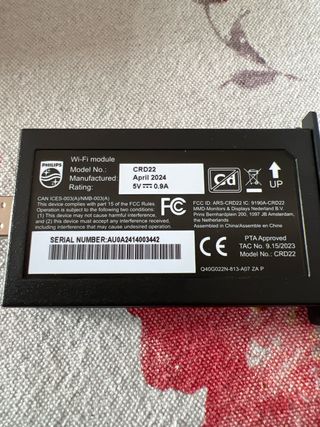 PHILIPS
Wi-Fi module
Model No.: CRD22
Manufactured: April 2024
Rating: 5V 0.9A
Cd
UP
CAN ICES-003(A)/NMB-003(A)
This device complies with part 15 of the FCC Rules
Operation is subject to the following two conditions:
(1) This device may not cause harmful interference,
(2) This device must accept any interference
received, including interference that may cause
undesired operation
FC
FCC ID: ARS-CRD22 IC: 9190A-CRD22
MMD-Monitors & Displays Nederland B.V.
Prins Bernhardplein 200, 1097 JB Amsterdam,
the Netherlands
Assembled in China/Assemblé en Chine
SERIAL NUMBER:AU0A2414003442
CE
PTA Approved
TAC No. 9.15/2023
Model No.: CRD22
Q40G022N-813-A07 ZA P